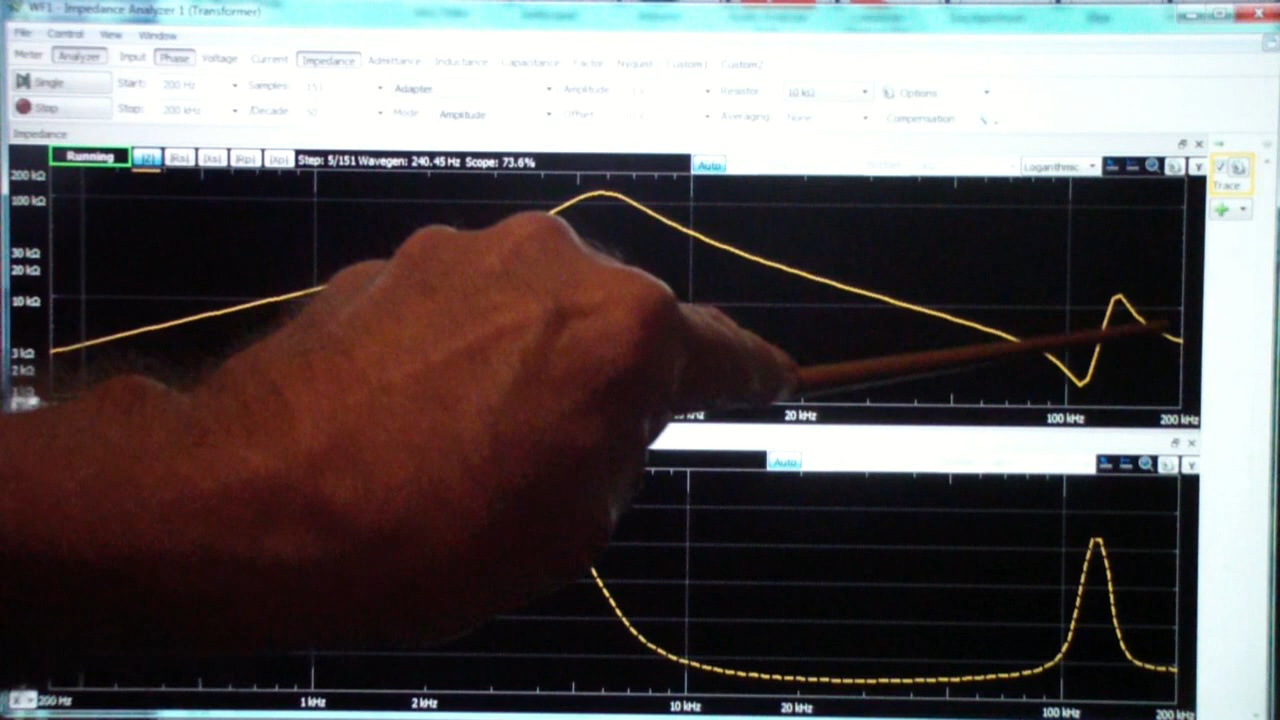 WF1 - Impedance Analyzer 1 (Transformer)
File Control View Window
Meter Analyzer Input Phase Voltage Current Impedance Admittance Inductance Capacitance Factor Nyquist Custom1 Custom2
Single Start: 200 Hz Samples: 151 Adapter Amplitude: Resistor 10 kΩ Options
Stop Stop: 200 kHz /Decade: 50 Mode: Amplitude Offset: Averaging: None Compensation
Impedance
Running |Z| |Rs| |Xs| |Rp| |Xp| Step: 5/151 Wavegen: 240.45 Hz Scope: 73.6% Auto Logarithmic Y
Trace
200 kΩ
100 kΩ
30 kΩ
20 kΩ
10 kΩ
3 kΩ
2 kΩ
20 kHz 100 kHz 200 kHz
Auto Y
X 200 Hz 1 kHz 2 kHz 10 kHz 20 kHz 100 kHz 200 kHz